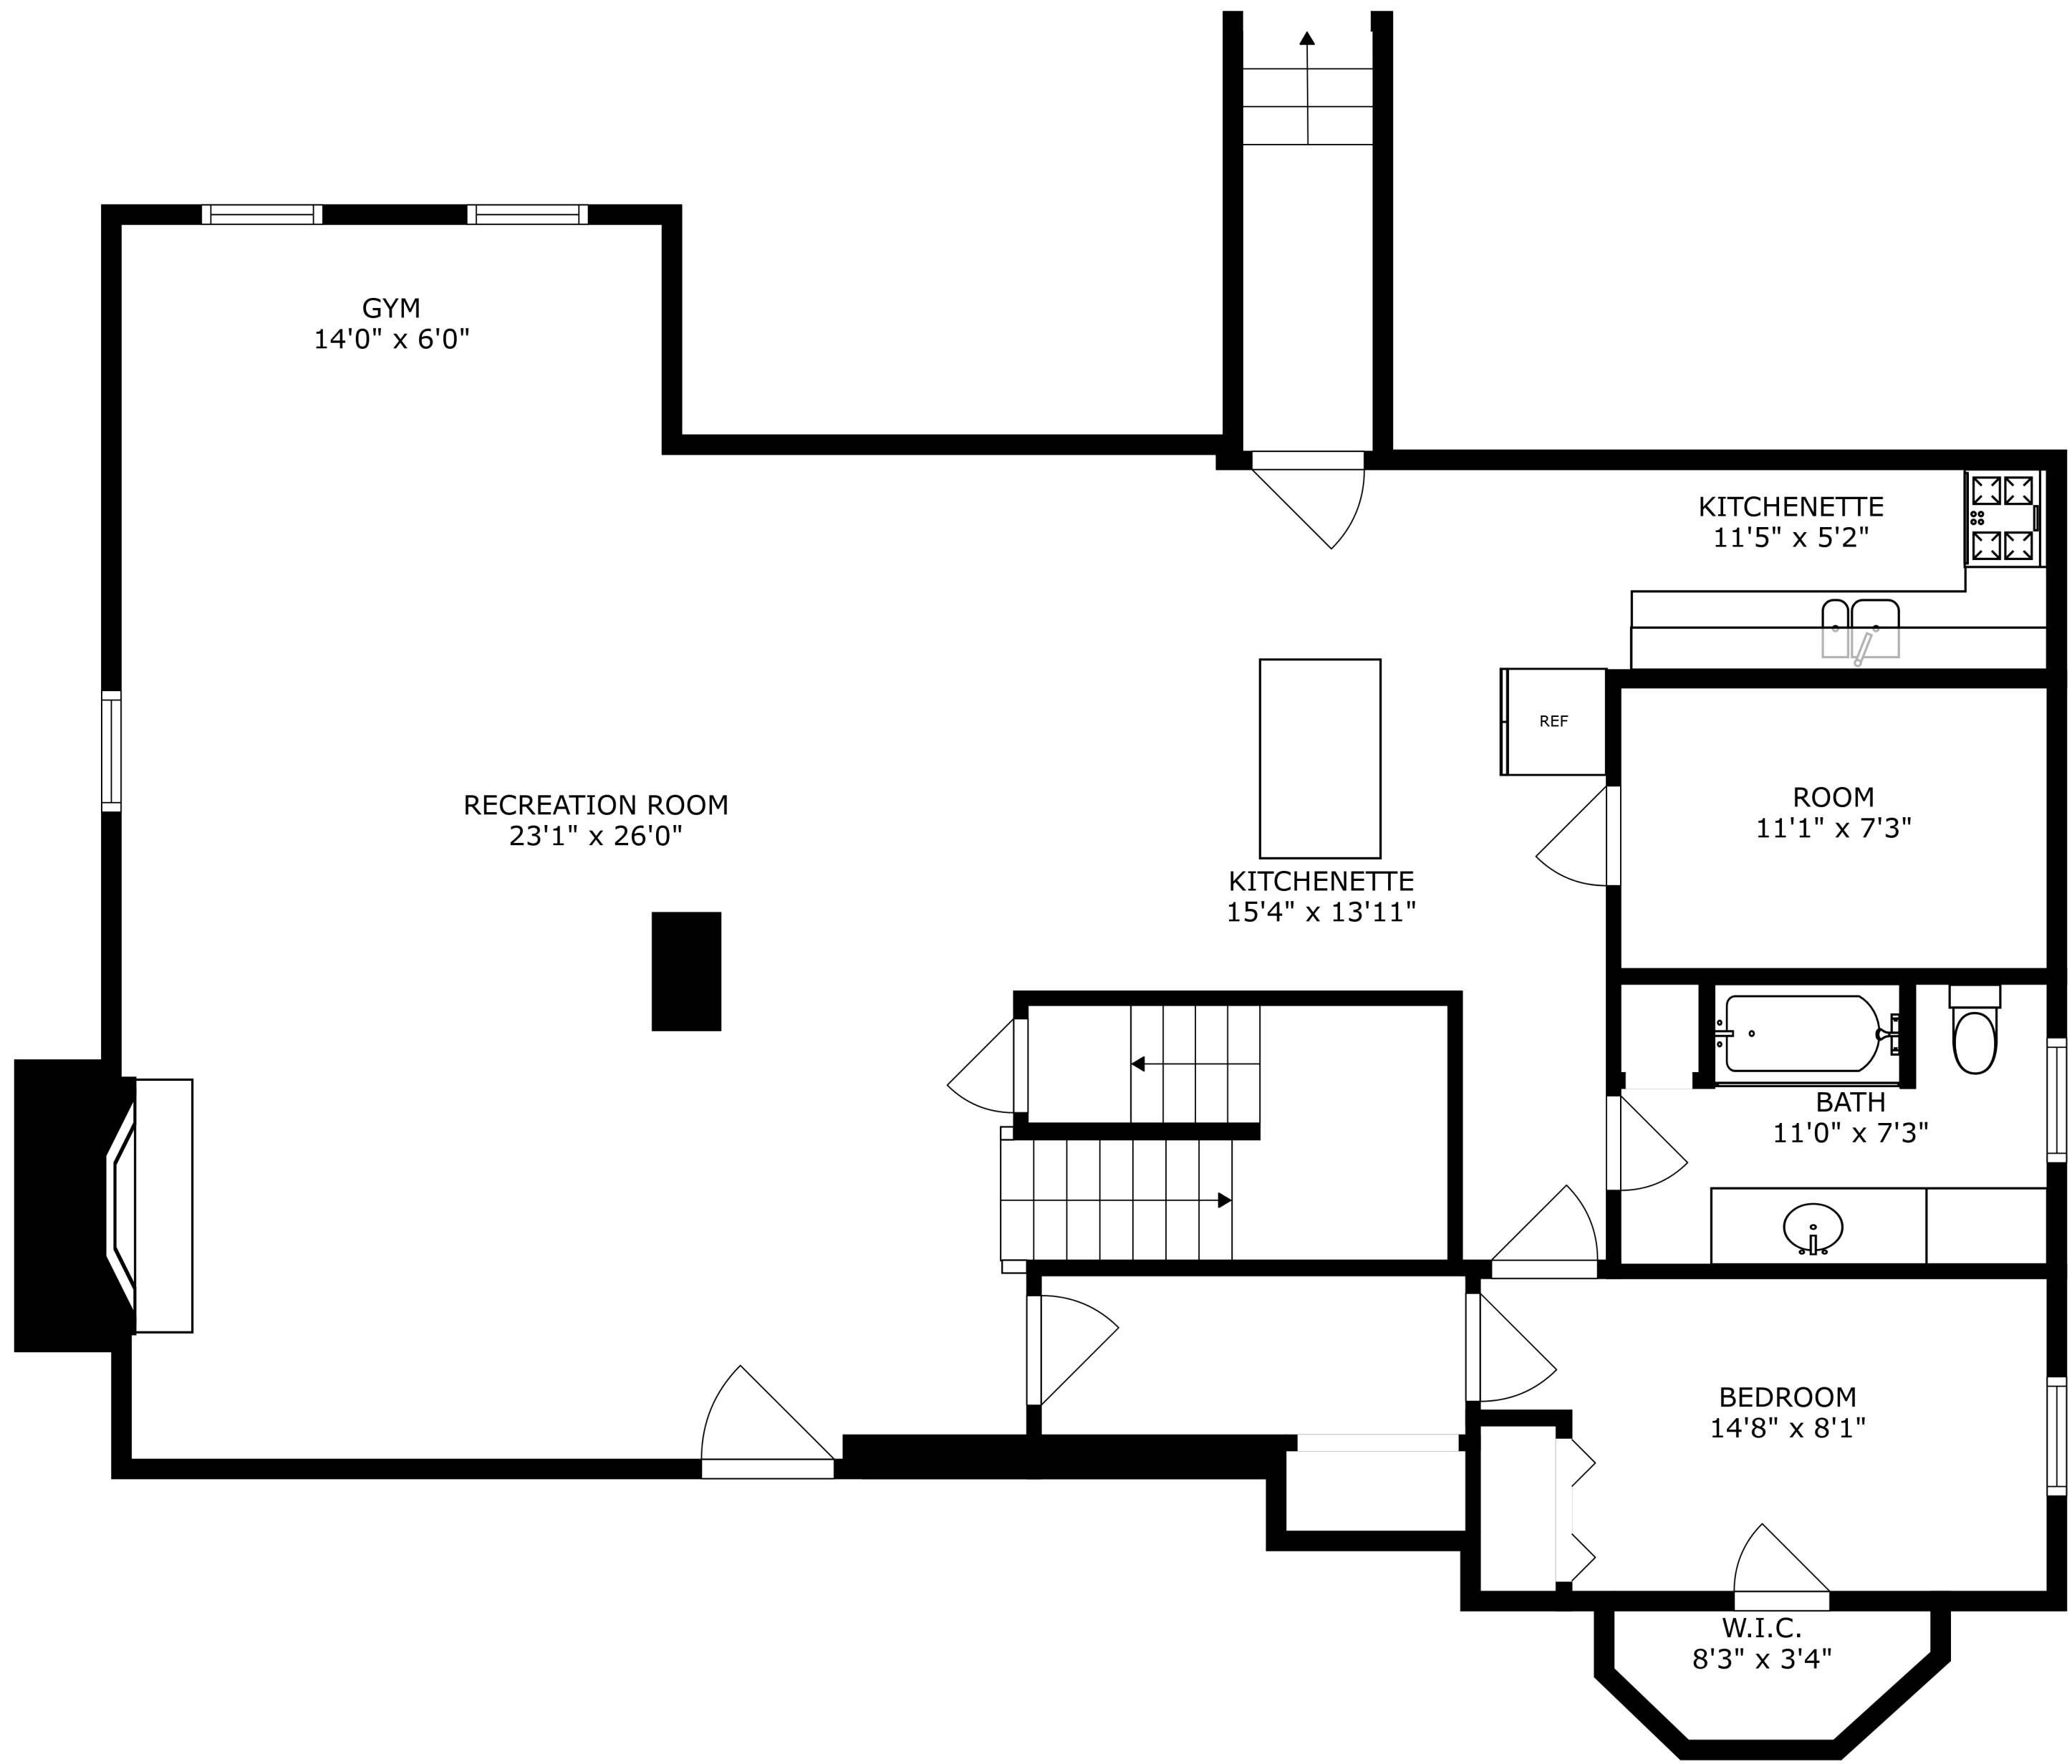 GYM
14'0" x 6'0"
KITCHENETTE
11'5" x 5'2"
REF
RECREATION ROOM
23'1" x 26'0"
ROOM
11'1" x 7'3"
KITCHENETTE
15'4" x 13'11"
BATH
11'0" x 7'3"
BEDROOM
14'8" x 8'1"
W.I.C.
8'3" x 3'4"